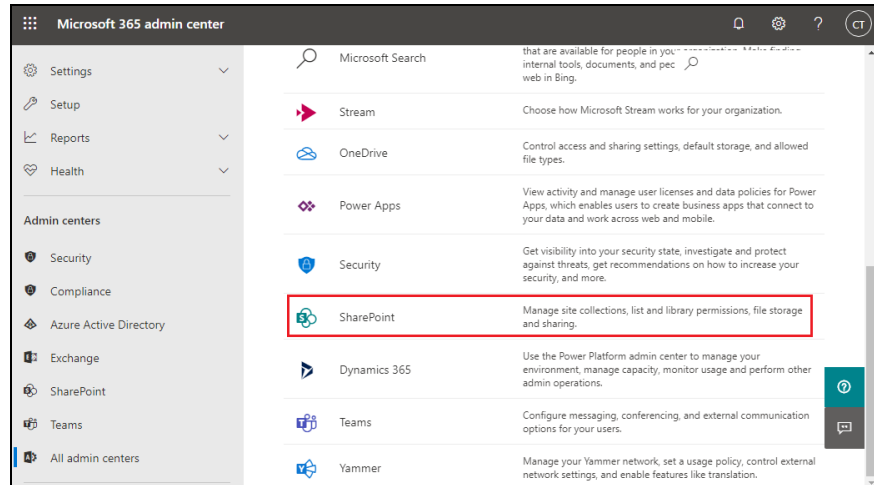 Microsoft 365 admin center
?
CT
Settings
Setup
Reports
Health
Admin centers
Security
Compliance
Azure Active Directory
Exchange
SharePoint
Teams
All admin centers
Microsoft Search
that are available for people in your
internal tools, documents, and pec
web in Bing.
Stream
Choose how Microsoft Stream works for your organization.
OneDrive
Control access and sharing settings, default storage, and allowed
file types.
Power Apps
View activity and manage user licenses and data policies for Power
Apps, which enables users to create business apps that connect to
your data and work across web and mobile.
Security
Get visibility into your security state, investigate and protect
against threats, get recommendations on how to increase your
security, and more.
SharePoint
Manage site collections, list and library permissions, file storage
and sharing.
Dynamics 365
Use the Power Platform admin center to manage your
environment, manage capacity, monitor usage and perform other
admin operations.
Teams
Configure messaging, conferencing, and external communication
options for your users.
Yammer
Manage your Yammer network, set a usage policy, control external
network settings, and enable features like translation.